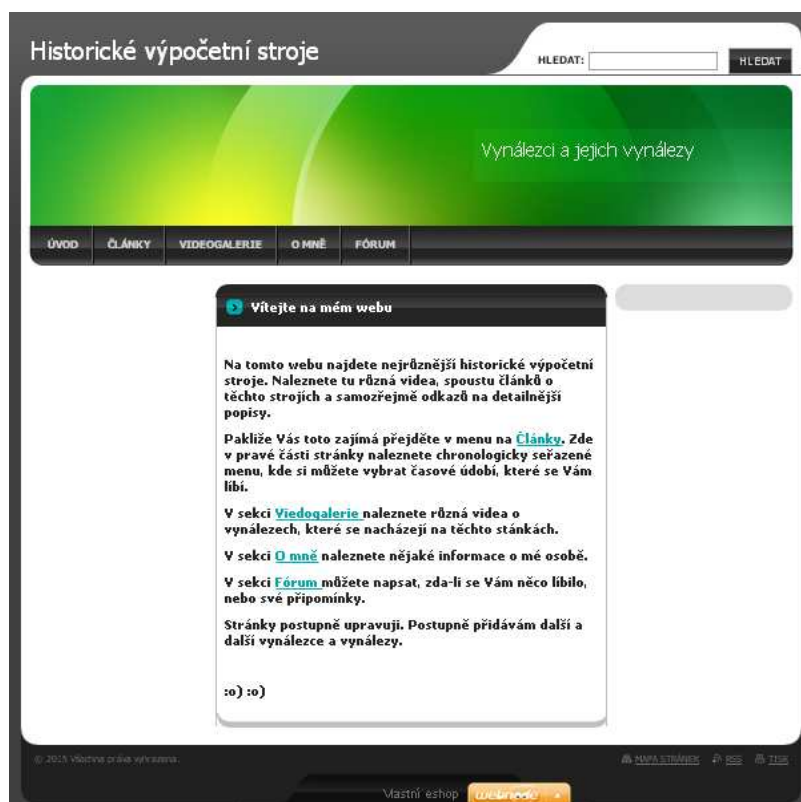 Historické výpočetní stroje
HLEDAT:
HLEDAT
Vynálezci a jejich vynálezy
ÚVOD ČLÁNKY VIDEOGALERIE O MNĚ FÓRUM
Vítejte na mém webu
Na tomto webu najdete nejrůznější historické výpočetní
stroje. Naleznete tu různá videa, spoustu článků o
těchto strojích a samozřejmě odkazů na detailnější
popisy.
Pakliže Vás toto zajímá přejděte v menu na Články. Zde
v pravé části stránky naleznete chronologicky seřazené
menu, kde si můžete vybrat časové údobí, které se Vám
líbí.
V sekci Viedogalerie naleznete různá videa o
vynálezech, které se nacházejí na těchto stánkách.
V sekci O mně naleznete nějaké informace o mé osobě.
V sekci Fórum můžete napsat, zda-li se Vám něco líbilo,
nebo své připomínky.
Stránky postupně upravuji. Postupně přidávám další a
další vynálezce a vynálezy.
:o) :o)
© 2015 Všechna práva vyhrazena.
MAPA STRÁNEK RSS TISK
Vlastní eshop webnode